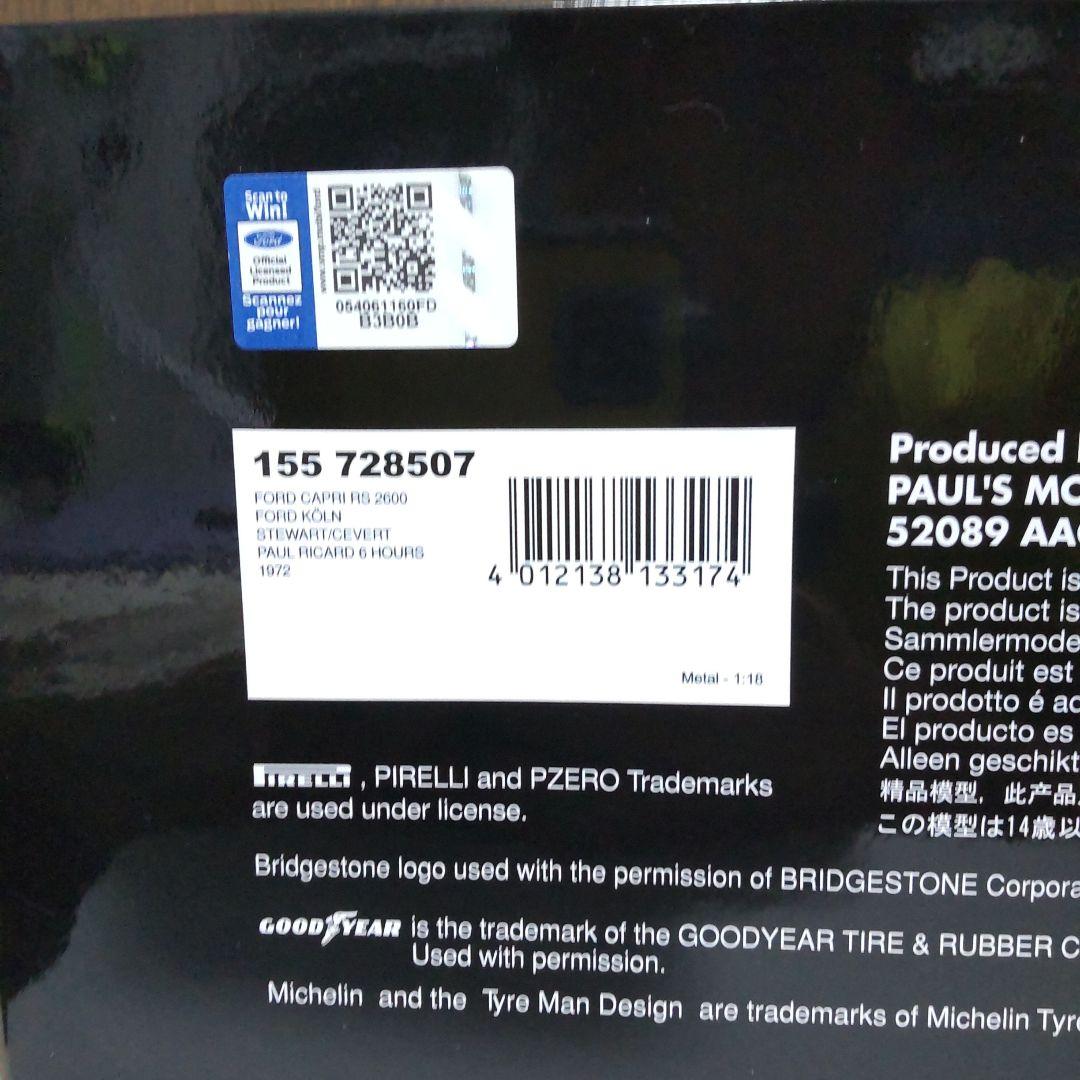 Scan to
Win!
Ford
Official
Licensed
Product
Scannez
pour
gagner!
054061160FD
B3B0B
155 728507
FORD CAPRI RS 2600
FORD KÖLN
STEWART/CEVERT
PAUL RICARD 6 HOURS
1972
4 012138 133174
Metal - 1:18
PIRELLI , PIRELLI and PZERO Trademarks
are used under license.
Bridgestone logo used with the permission of BRIDGESTONE Corpora
GOODYEAR is the trademark of the GOODYEAR TIRE & RUBBER C
Used with permission.
Michelin and the Tyre Man Design are trademarks of Michelin Tyre
Produced
PAUL'S MO
52089 AA
This Product is
The product is
Sammlermode
Ce produit est
Il prodotto é ad
El producto es
Alleen geschikt
精品模型，此产品
この模型は14歳以